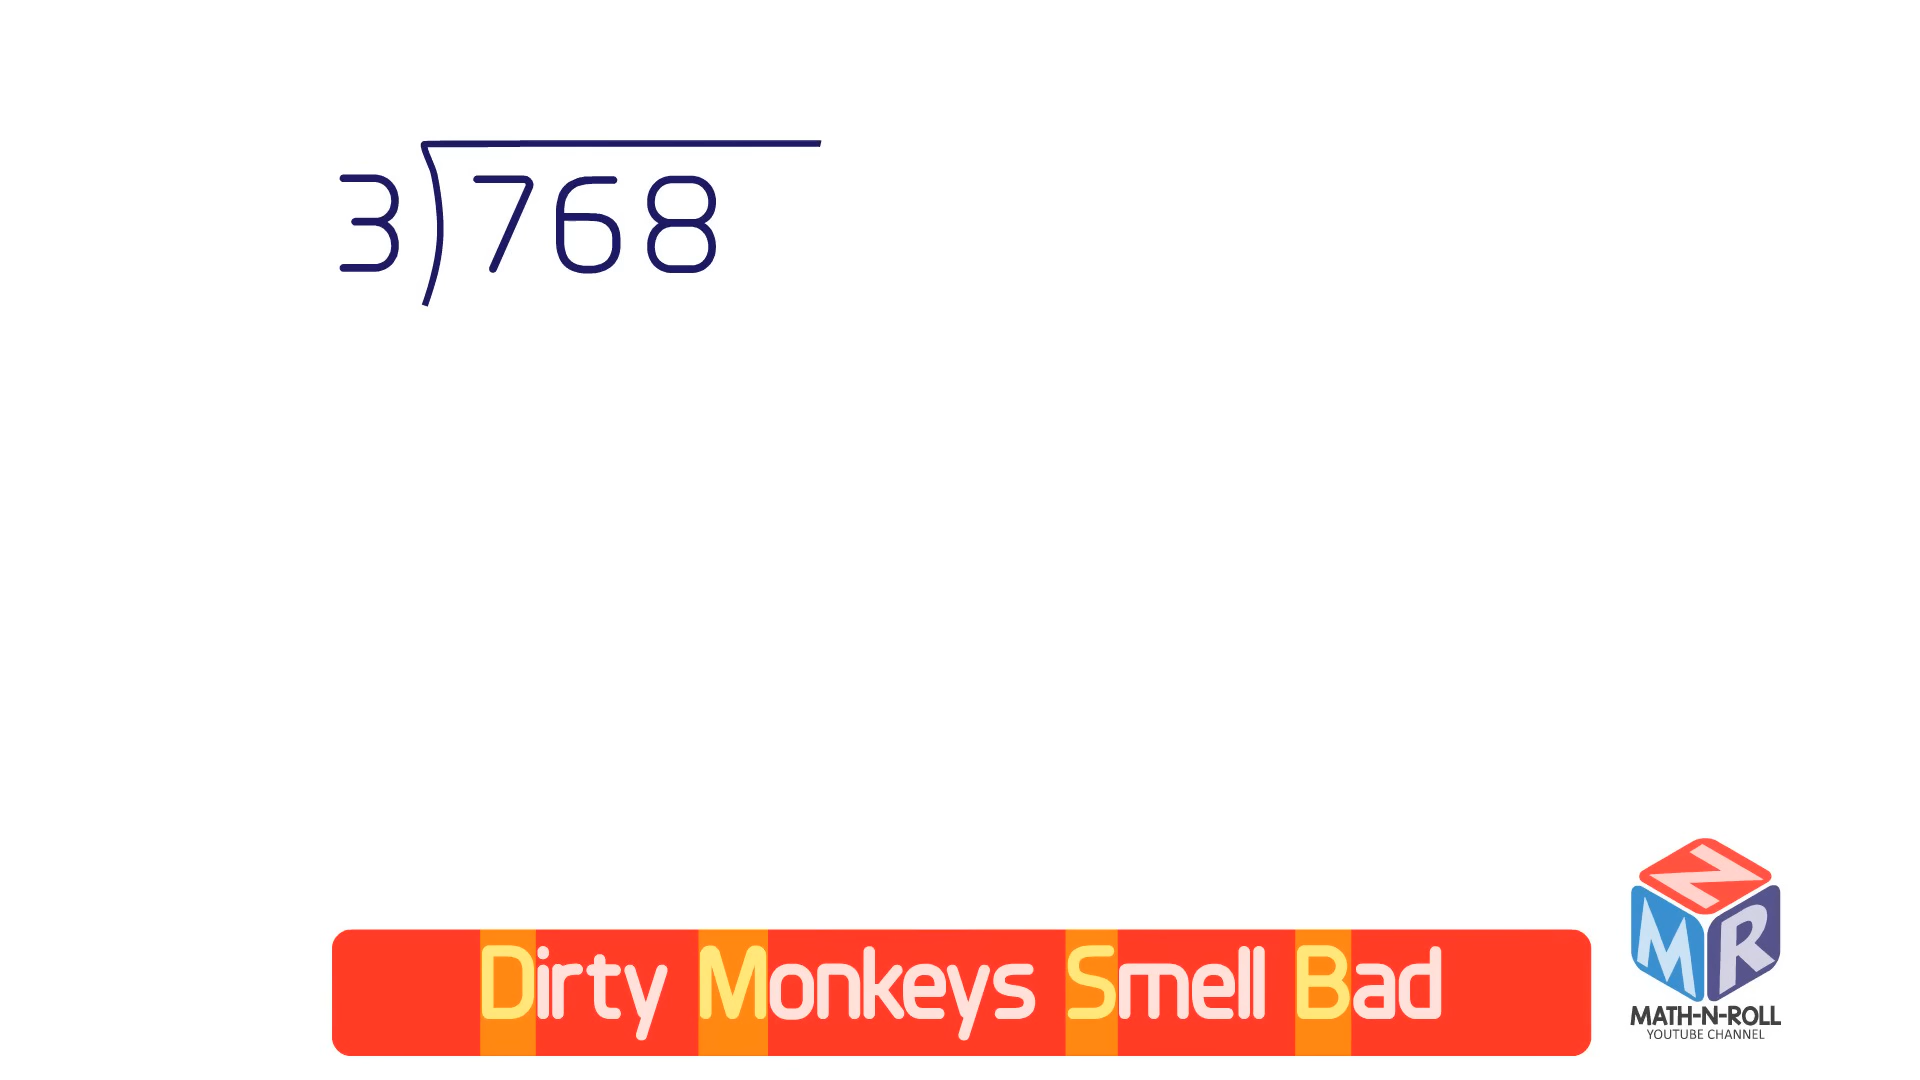 3)768
Dirty Monkeys Smell Bad
M N R
MATH-N-ROLL
YOUTUBE CHANNEL